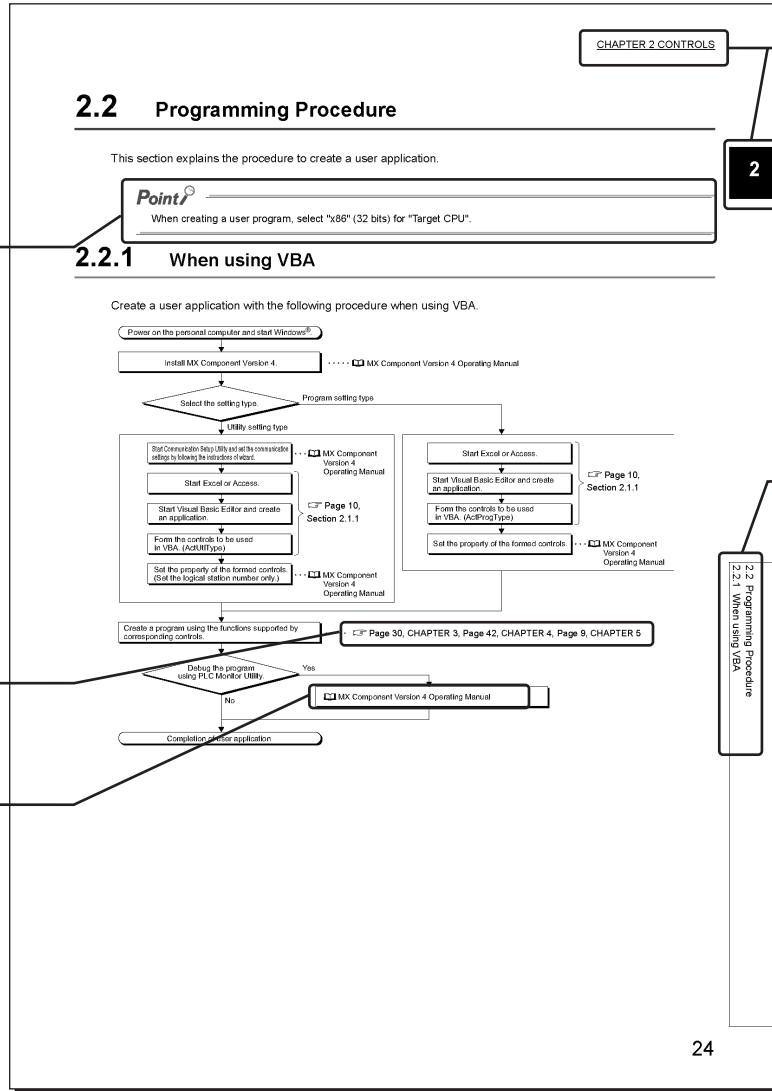 CHAPTER 2 CONTROLS
2.2 Programming Procedure
2
This section explains the procedure to create a user application.
Point
When creating a user program, select "x86" (32 bits) for "Target CPU".
2.2.1 When using VBA
Create a user application with the following procedure when using VBA.
Power on the personal computer and start Windows®.
Install MX Component Version 4.
····· MX Component Version 4 Operating Manual
Select the setting type.
Program setting type
Utility setting type
Start Communication Setup Utility and set the communication
settings by following the instructions of wizard.
··· MX Component
Version 4
Operating Manual
Start Excel or Access.
Start Visual Basic Editor and create
an application.
Form the controls to be used
in VBA. (ActUtlType)
Page 10,
Section 2.1.1
Set the property of the formed controls.
(Set the logical station number only.)
··· MX Component
Version 4
Operating Manual
Start Excel or Access.
Start Visual Basic Editor and create
an application.
Form the controls to be used
in VBA. (ActProgType)
Page 10,
Section 2.1.1
Set the property of the formed controls.
··· MX Component
Version 4
Operating Manual
Create a program using the functions supported by
corresponding controls.
· Page 30, CHAPTER 3, Page 42, CHAPTER 4, Page 9, CHAPTER 5
Debug the program
using PLC Monitor Utility.
Yes
No
MX Component Version 4 Operating Manual
Completion of user application
2.2 Programming Procedure
2.2.1 When using VBA
24